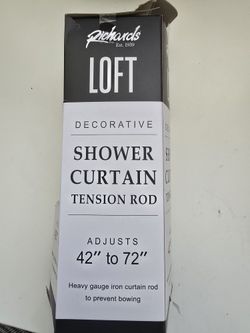 Richards
Est. 1939
LOFT
DECORATIVE
SHOWER
CURTAIN
TENSION ROD
ADJUSTS
42" to 72"
Heavy gauge iron curtain rod
to prevent bowing